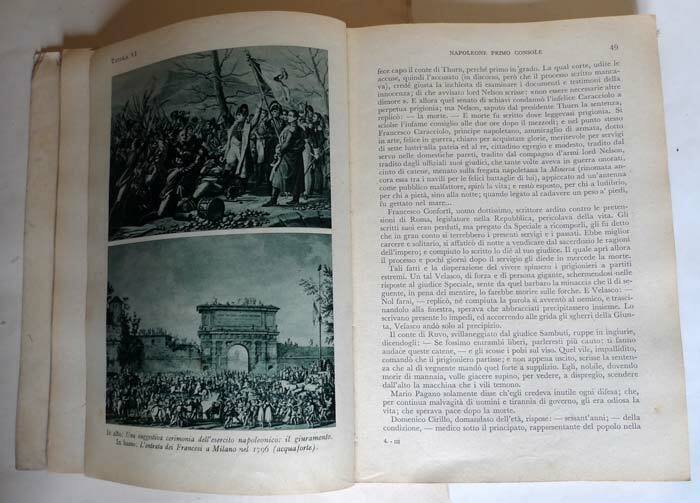 TAVOLA VI
In alto: Una suggestiva cerimonia dell'esercito napoleonico: il giuramento.
In basso: L'entrata dei Francesi a Milano nel 1796 (acquaforte).
NAPOLEONE PRIMO CONSOLE 49
fece capo il conte di Thurn, perché primo in grado. La qual corte, udite le
accuse, quindi l'accusato (in discorso, però che il processo scritto manca-
va), credé giusta la inchiesta di esaminare i documenti e testimoni della
innocenza; di che avvisato lord Nelson scrisse: «non essere necessarie altre
dimore ». E allora quel senato di schiavi condannò l'infelice Caracciolo a
perpetua prigionia; ma Nelson, saputo dal presidente Thurn la sentenza,
replicò: — la morte. — E morte fu scritto dove leggevasi prigionia. Si
sciolse l'infame consiglio alle due ore dopo il mezzodì; e nel punto stesso
Francesco Caracciolo, principe napoletano, ammiraglio di armata, dotto
in arte, felice in guerra, chiaro per acquistate glorie, meritevole per servigi
di sette lustri alla patria ed al re, cittadino egregio e modesto, tradito dal
servo nelle domestiche pareti, tradito dal compagno d'armi lord Nelson,
tradito dagli uffiziali suoi giudici, che tante volte aveva in guerra onorati,
cinto di catene, menato sulla fregata napoletana la Minerva (rinomata an-
cora essa tra i navili per le felici battaglie di lui), appiccato ad un'antenna
come pubblico malfattore, spirò la vita; e restò esposto, per chi a ludibrio,
per chi a pietà, sino alla notte; quando legato al cadavere un peso a' piedi,
fu gettato nel mare...
Francesco Conforti, uomo dottissimo, scrittore ardito contro le preten-
sioni di Roma, legislatore nella Repubblica, pericolava della vita. Gli
scritti suoi eran perduti, ma pregato da Speciale a ricomporli, gli fu detto
che in gran conto si terrebbero i presenti servigi e i passati. Ebbe miglior
carcere e solitario, si affaticò dì e notte a vendicare dal sacerdozio le ragioni
dell'impero; e compiuto lo scritto lo diè al suo giudice. Il quale aprì allora
il processo e pochi giorni dopo il servigio gli diede in mercede la morte.
Tali fatti e la disperazione del vivere spinsero i prigionieri a partiti
estremi. Un tal Velasco, di forza e di persona gigante, schermendosi nelle
risposte al giudice Speciale, senti dal quel barbaro la minaccia che il dì se-
guente, in pena del mentire, lo farebbe morire sulle forche. E Velasco: —
Nol farai, —, replicò, né compiuta la parola si avventò al nemico, e trasci-
nandolo alla finestra, sperava che abbracciati precipitassero insieme. Lo
scrivano presente lo impedì, ed accorrendo alle grida gli sgherri della Giun-
ta, Velasco andò solo al precipizio.
Il conte di Ruvo, svillaneggiato dal giudice Sambuti, ruppe in ingiurie,
dicendogli: — Se fossimo entrambi liberi, parleresti più cauto; ti fanno
audace queste catene, — e gli scosse i polsi sul viso. Quel vile, impallidito,
comandò che il prigioniero partisse; e non appena uscito, scrisse la senten-
za che al dì vegnente mandò quel forte a supplizio. Egli, nobile, dovendo
morir di mannaia, volle giacere supino, per vedere, a dispregio, scendere
dall'alto la macchina che i vili temono.
Mario Pagano solamente disse ch'egli credeva inutile ogni difesa; che,
per continua malvagità di uomini e tirannia di governo, gli era odiosa la
vita; che sperava pace dopo la morte.
Domenico Cirillo, domandato dell'età, rispose: — sessant'anni; — della
condizione, — medico sotto il principato, rappresentante del popolo nella
4. - III